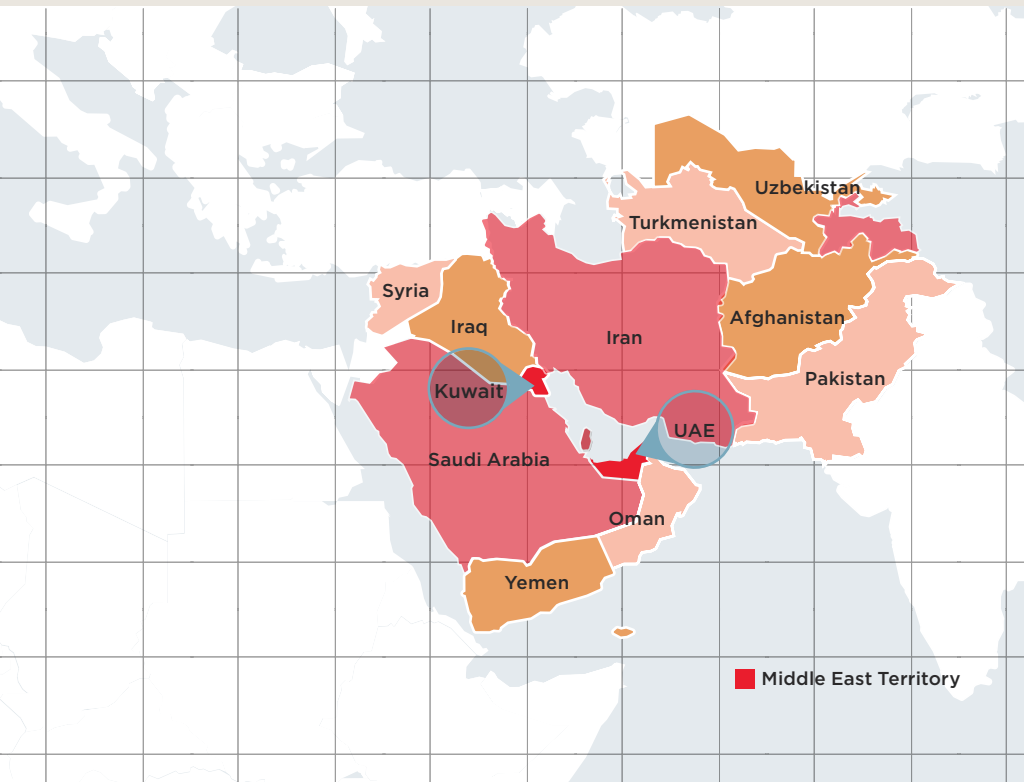 Uzbekistan
Turkmenistan
Syria
Afghanistan
Iraq
Iran
Pakistan
Kuwait
UAE
Saudi Arabia
Oman
Yemen
Middle East Territory